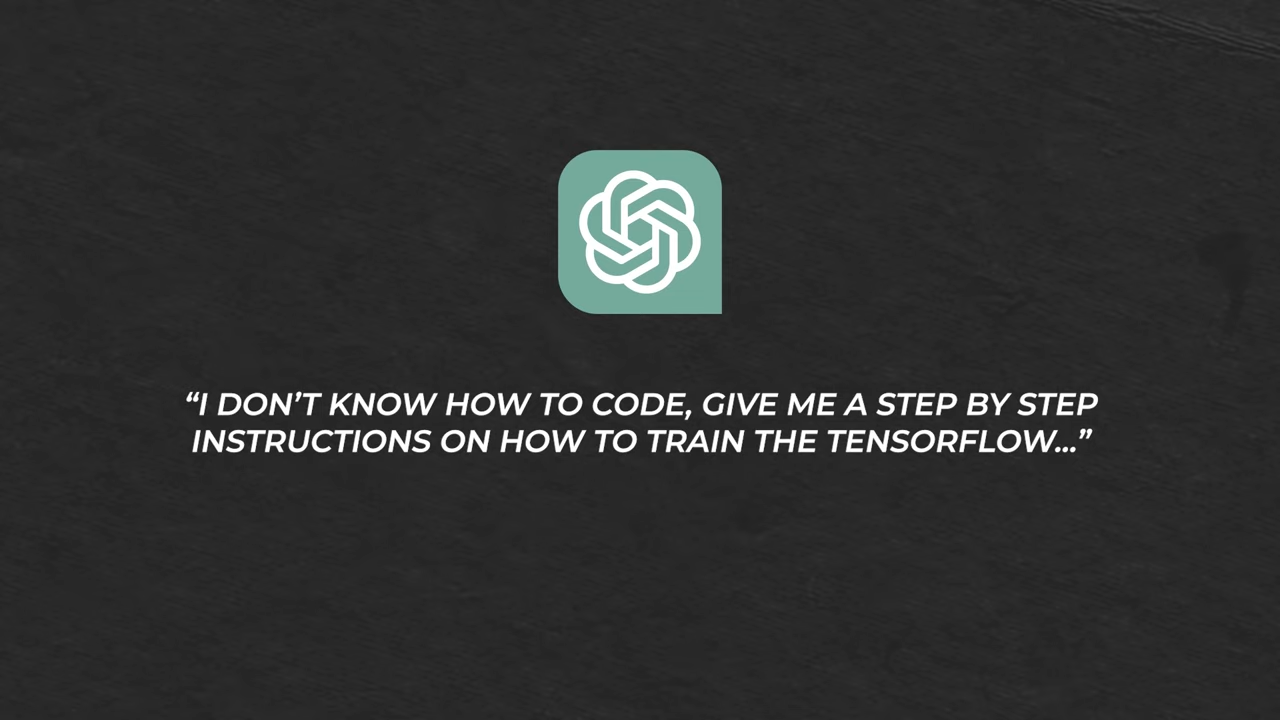 “I DON’T KNOW HOW TO CODE, GIVE ME A STEP BY STEP
INSTRUCTIONS ON HOW TO TRAIN THE TENSORFLOW...”